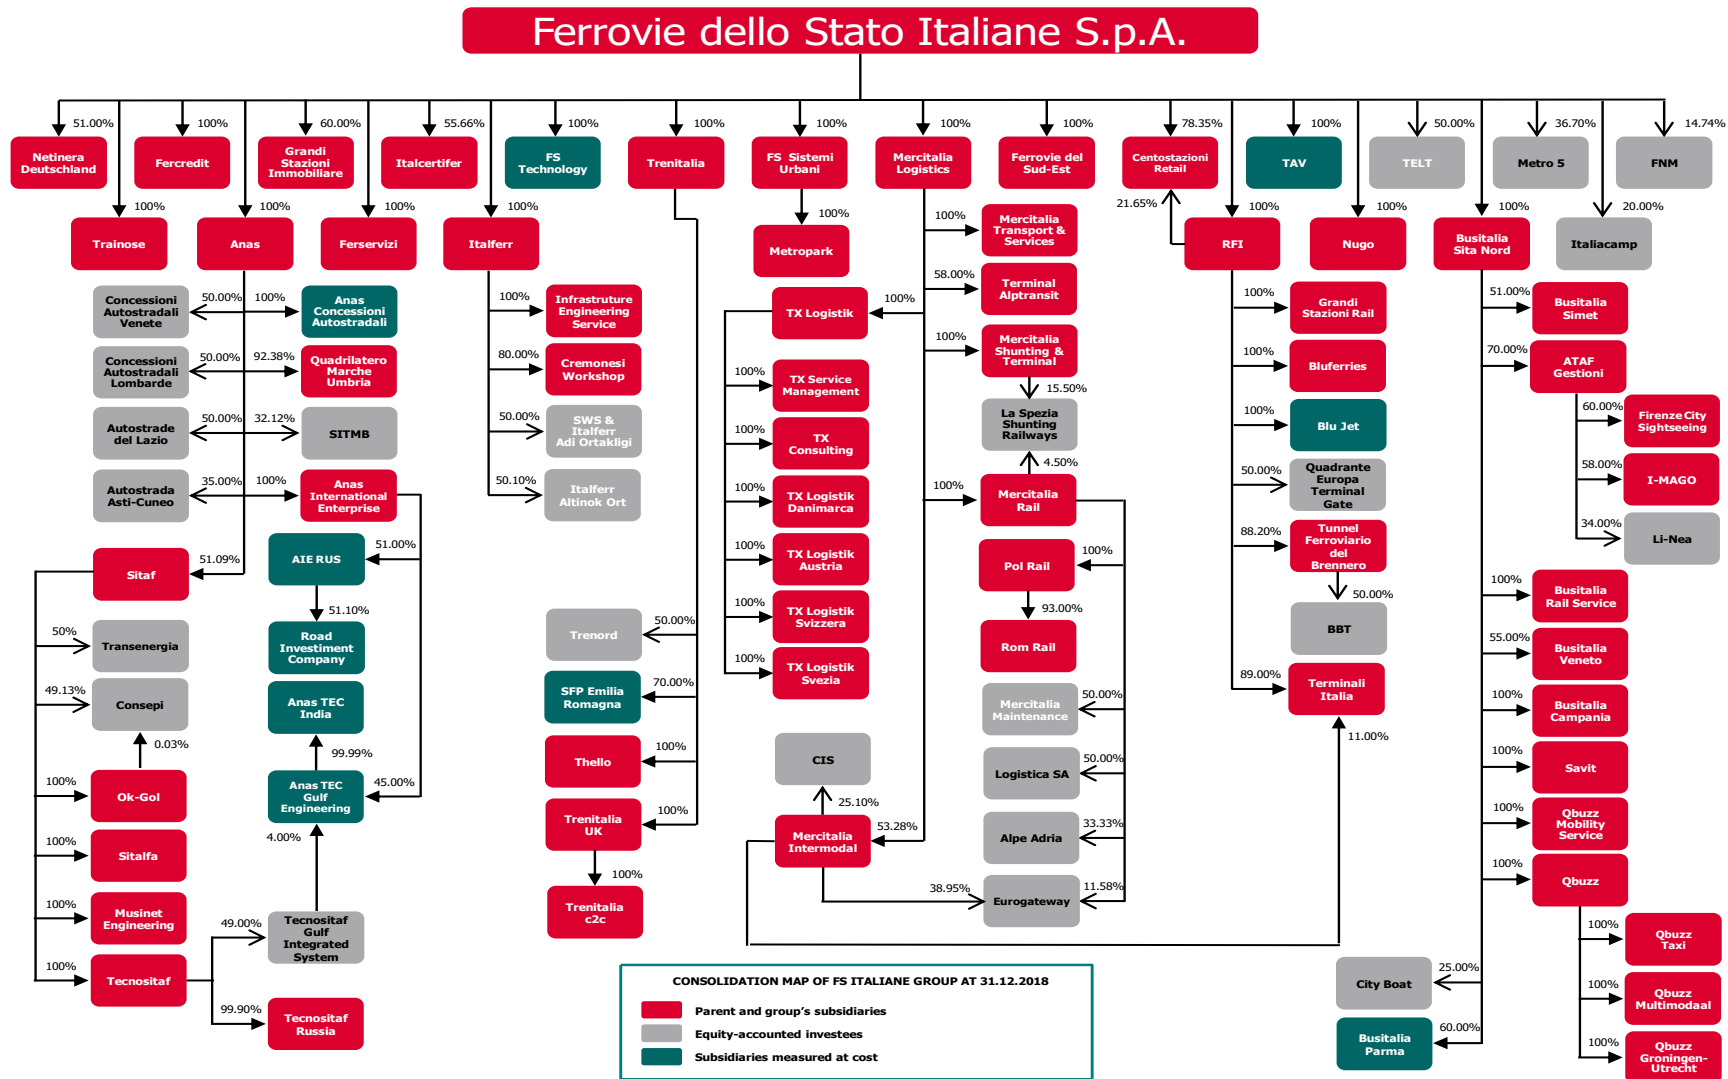 Ferrovie dello Stato Italiane S.p.A.
51.00%
100%
60.00%
55.66%
100%
100%
100%
100%
100%
78.35%
100%
50.00%
36.70%
14.74%
Netinera
Deutschland
Fercredit
Grandi
Stazioni
Immobiliare
Italcertifer
FS
Technology
Trenitalia
FS Sistemi
Urbani
Mercitalia
Logistics
Ferrovie del
Sud-Est
Centostazioni
Retail
TAV
TELT
Metro 5
FNM
100%
100%
100%
100%
100%
100%
21.65%
100%
100%
100%
20.00%
Trainose
Anas
Ferservizi
Italferr
Metropark
Mercitalia
Transport &
Services
RFI
Nugo
Busitalia
Sita Nord
Italiacamp
Concessioni
Autostradali
Venete
50.00%
100%
Anas
Concessioni
Autostradali
Concessioni
Autostradali
Lombarde
50.00%
92.38%
Quadrilatero
Marche
Umbria
Autostrade
del Lazio
50.00%
32.12%
SITMB
Autostrada
Asti-Cuneo
35.00%
100%
Anas
International
Enterprise
Sitaf
51.09%
AIE RUS
51.00%
51.10%
50%
Transenergia
Road
Investiment
Company
49.13%
Consepi
Anas TEC
India
0.03%
99.99%
100%
Ok-Gol
Anas TEC
Gulf
Engineering
45.00%
4.00%
100%
Sitalfa
100%
Musinet
Engineering
49.00%
Tecnositaf
Gulf
Integrated
System
100%
Tecnositaf
99.90%
Tecnositaf
Russia
100%
Infrastruture
Engineering
Service
80.00%
Cremonesi
Workshop
50.00%
SWS &
Italferr
Adi Ortakligi
50.10%
Italferr
Altinok Ort
Trenord
50.00%
SFP Emilia
Romagna
70.00%
Thello
100%
Trenitalia
UK
100%
100%
Trenitalia
c2c
TX Logistik
100%
100%
TX Service
Management
100%
TX
Consulting
100%
TX Logistik
Danimarca
100%
TX Logistik
Austria
100%
TX Logistik
Svizzera
100%
TX Logistik
Svezia
58.00%
Terminal
Alptransit
100%
Mercitalia
Shunting &
Terminal
15.50%
La Spezia
Shunting
Railways
4.50%
100%
Mercitalia
Rail
Pol Rail
100%
93.00%
Rom Rail
Mercitalia
Maintenance
50.00%
Logistica SA
50.00%
Alpe Adria
33.33%
Eurogateway
11.58%
38.95%
CIS
25.10%
Mercitalia
Intermodal
53.28%
100%
Grandi
Stazioni Rail
100%
Bluferries
100%
Blu Jet
50.00%
Quadrante
Europa
Terminal
Gate
88.20%
Tunnel
Ferroviario
del
Brennero
50.00%
BBT
89.00%
Terminali
Italia
11.00%
51.00%
Busitalia
Simet
70.00%
ATAF
Gestioni
60.00%
Firenze City
Sightseeing
58.00%
I-MAGO
34.00%
Li-Nea
100%
Busitalia
Rail Service
55.00%
Busitalia
Veneto
100%
Busitalia
Campania
100%
Savit
100%
Qbuzz
Mobility
Service
100%
Qbuzz
100%
Qbuzz
Taxi
100%
Qbuzz
Multimodaal
100%
Qbuzz
Groningen-
Utrecht
City Boat
25.00%
Busitalia
Parma
60.00%
CONSOLIDATION MAP OF FS ITALIANE GROUP AT 31.12.2018
Parent and group's subsidiaries
Equity-accounted investees
Subsidiaries measured at cost